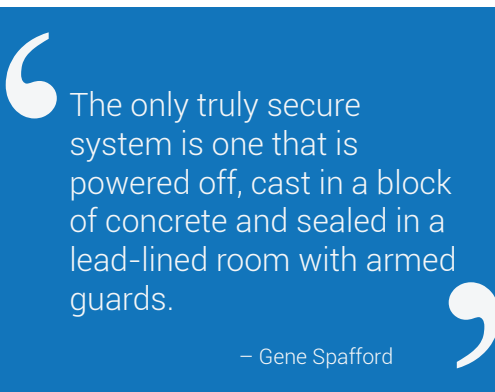 The only truly secure
system is one that is
powered off, cast in a block
of concrete and sealed in a
lead-lined room with armed
guards.
– Gene Spafford